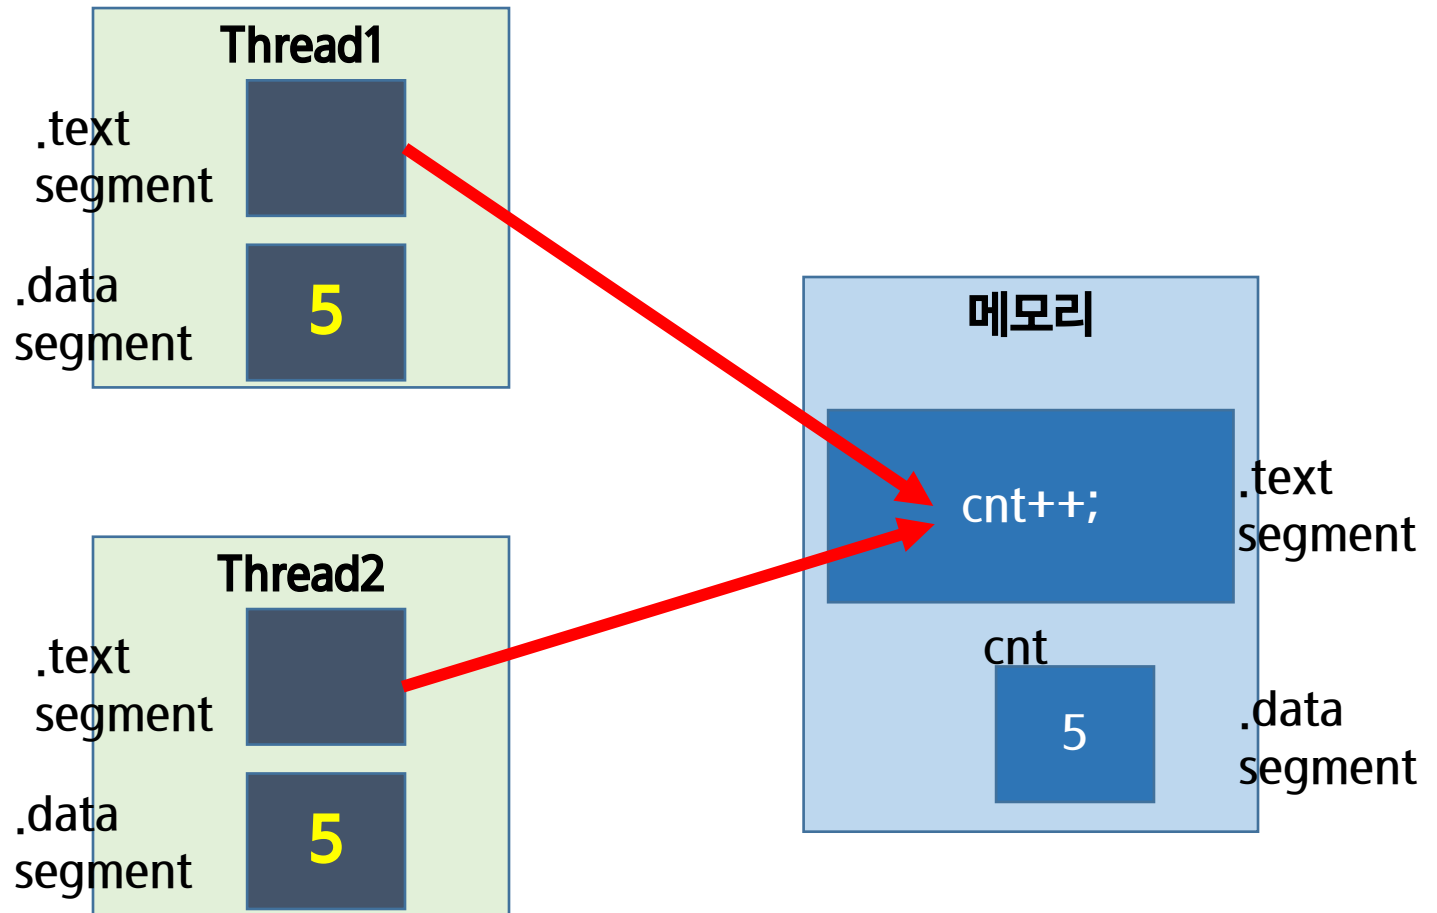 Thread1
.text
segment
.data
segment
5
메모리
cnt++;
.text
segment
cnt
5
.data
segment
Thread2
.text
segment
.data
segment
5